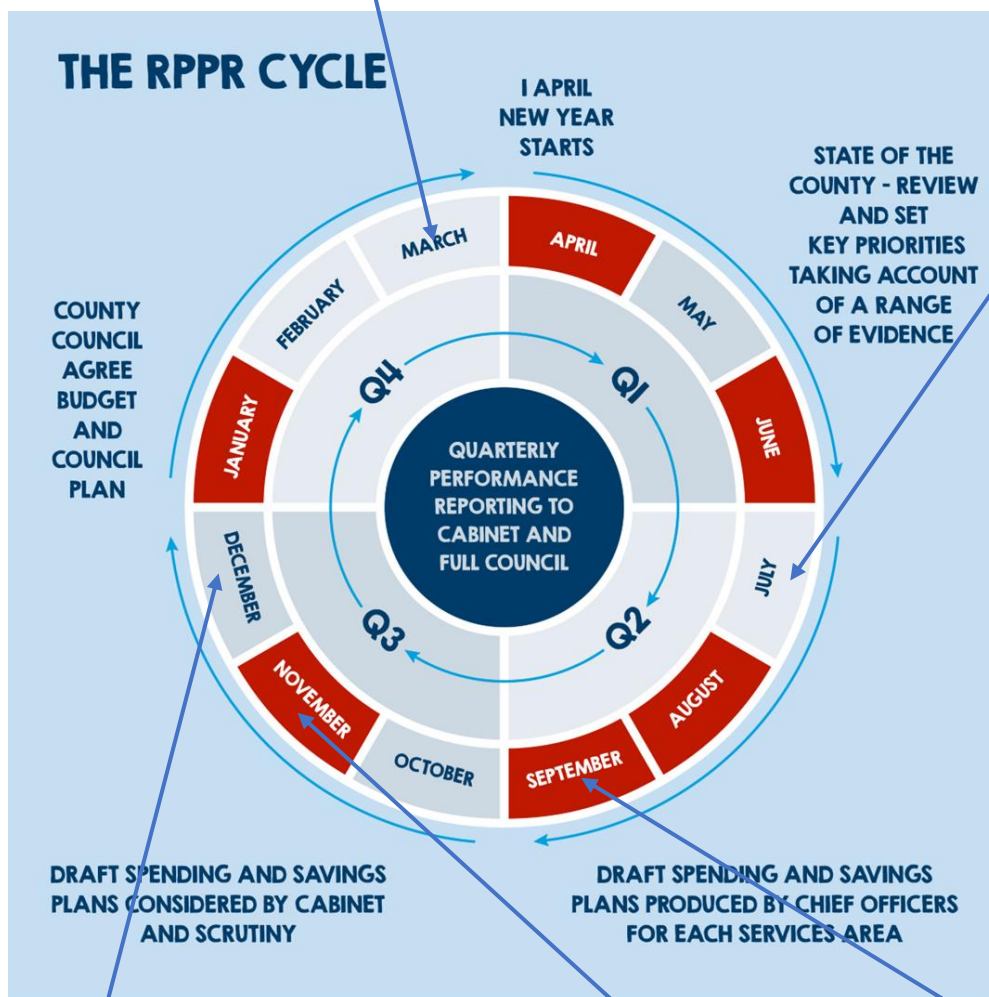 THE RPPR CYCLE
1 APRIL
NEW YEAR
STARTS
STATE OF THE
COUNTY - REVIEW
AND SET
KEY PRIORITIES
TAKING ACCOUNT
OF A RANGE
OF EVIDENCE
COUNTY
COUNCIL
AGREE
BUDGET
AND
COUNCIL
PLAN
MARCH
APRIL
FEBRUARY
MAY
JANUARY
JUNE
Q4
Q1
QUARTERLY
PERFORMANCE
REPORTING TO
CABINET AND
FULL COUNCIL
DECEMBER
JULY
Q3
Q2
NOVEMBER
AUGUST
OCTOBER
SEPTEMBER
DRAFT SPENDING AND SAVINGS
PLANS CONSIDERED BY CABINET
AND SCRUTINY
DRAFT SPENDING AND SAVINGS
PLANS PRODUCED BY CHIEF OFFICERS
FOR EACH SERVICES AREA